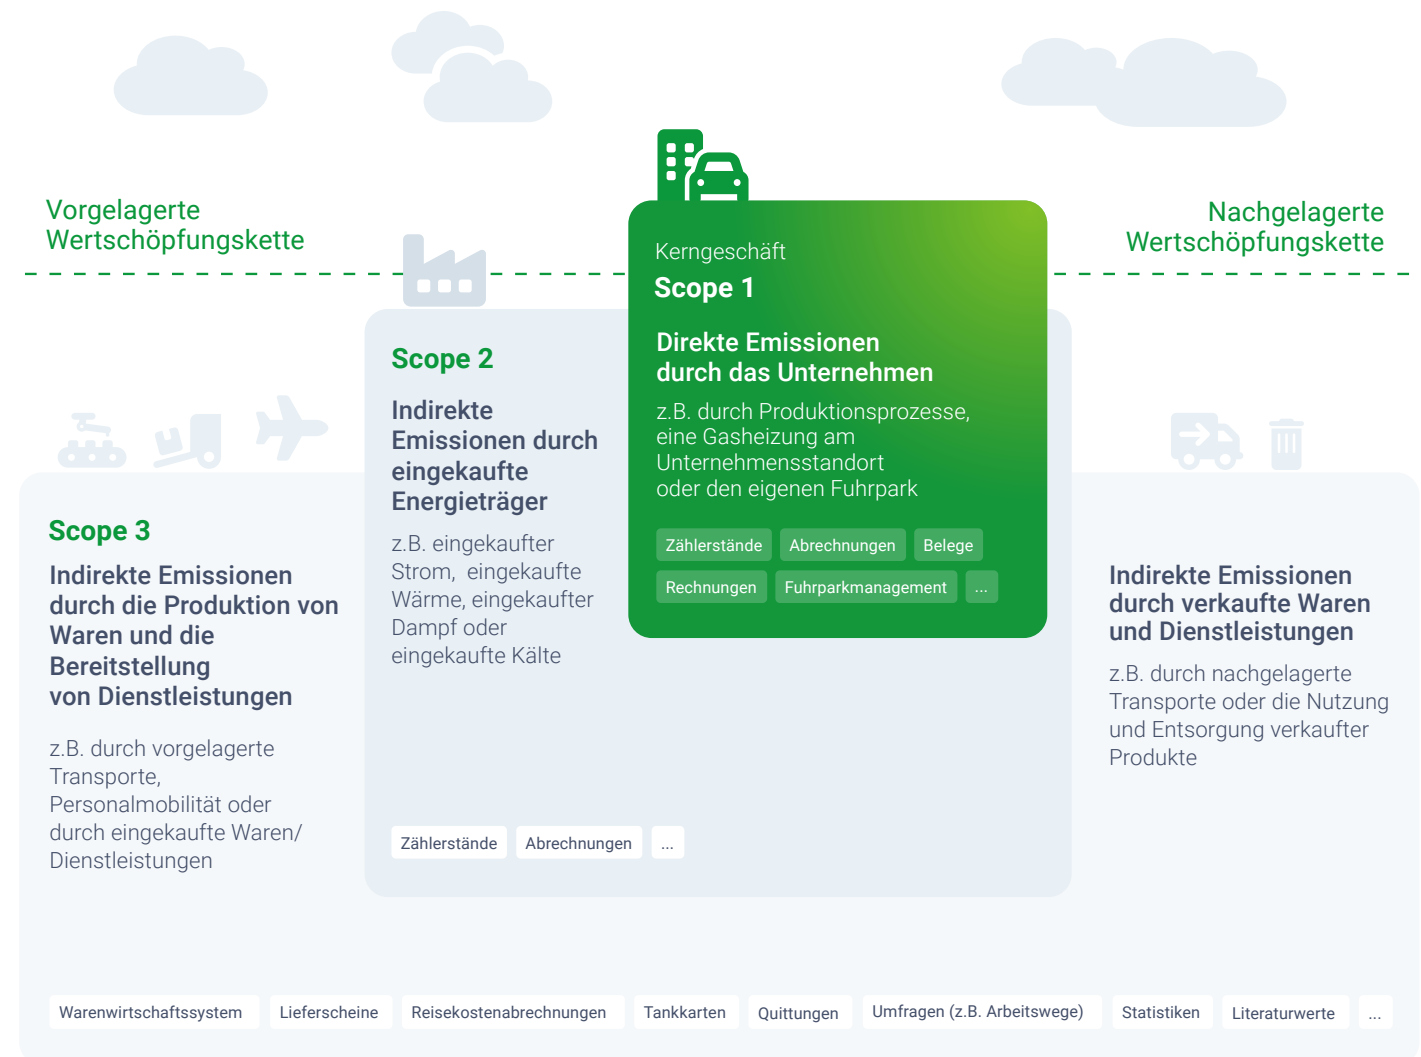 Vorgelagerte
Wertschöpfungskette
Nachgelagerte
Wertschöpfungskette
Kerngeschäft
Scope 1
Direkte Emissionen
durch das Unternehmen
z.B. durch Produktionsprozesse,
eine Gasheizung am
Unternehmensstandort
oder den eigenen Fuhrpark
Zählerstände Abrechnungen Belege
Rechnungen Fuhrparkmanagement ...
Scope 2
Indirekte
Emissionen durch
eingekaufte
Energieträger
z.B. eingekaufter
Strom, eingekaufte
Wärme, eingekaufter
Dampf oder
eingekaufte Kälte
Zählerstände Abrechnungen ...
Scope 3
Indirekte Emissionen
durch die Produktion von
Waren und die
Bereitstellung
von Dienstleistungen
z.B. durch vorgelagerte
Transporte,
Personalmobilität oder
durch eingekaufte Waren/
Dienstleistungen
Indirekte Emissionen
durch verkaufte Waren
und Dienstleistungen
z.B. durch nachgelagerte
Transporte oder die Nutzung
und Entsorgung verkaufter
Produkte
Warenwirtschaftssystem Lieferscheine Reisekostenabrechnungen Tankkarten Quittungen Umfragen (z.B. Arbeitswege) Statistiken Literaturwerte ...